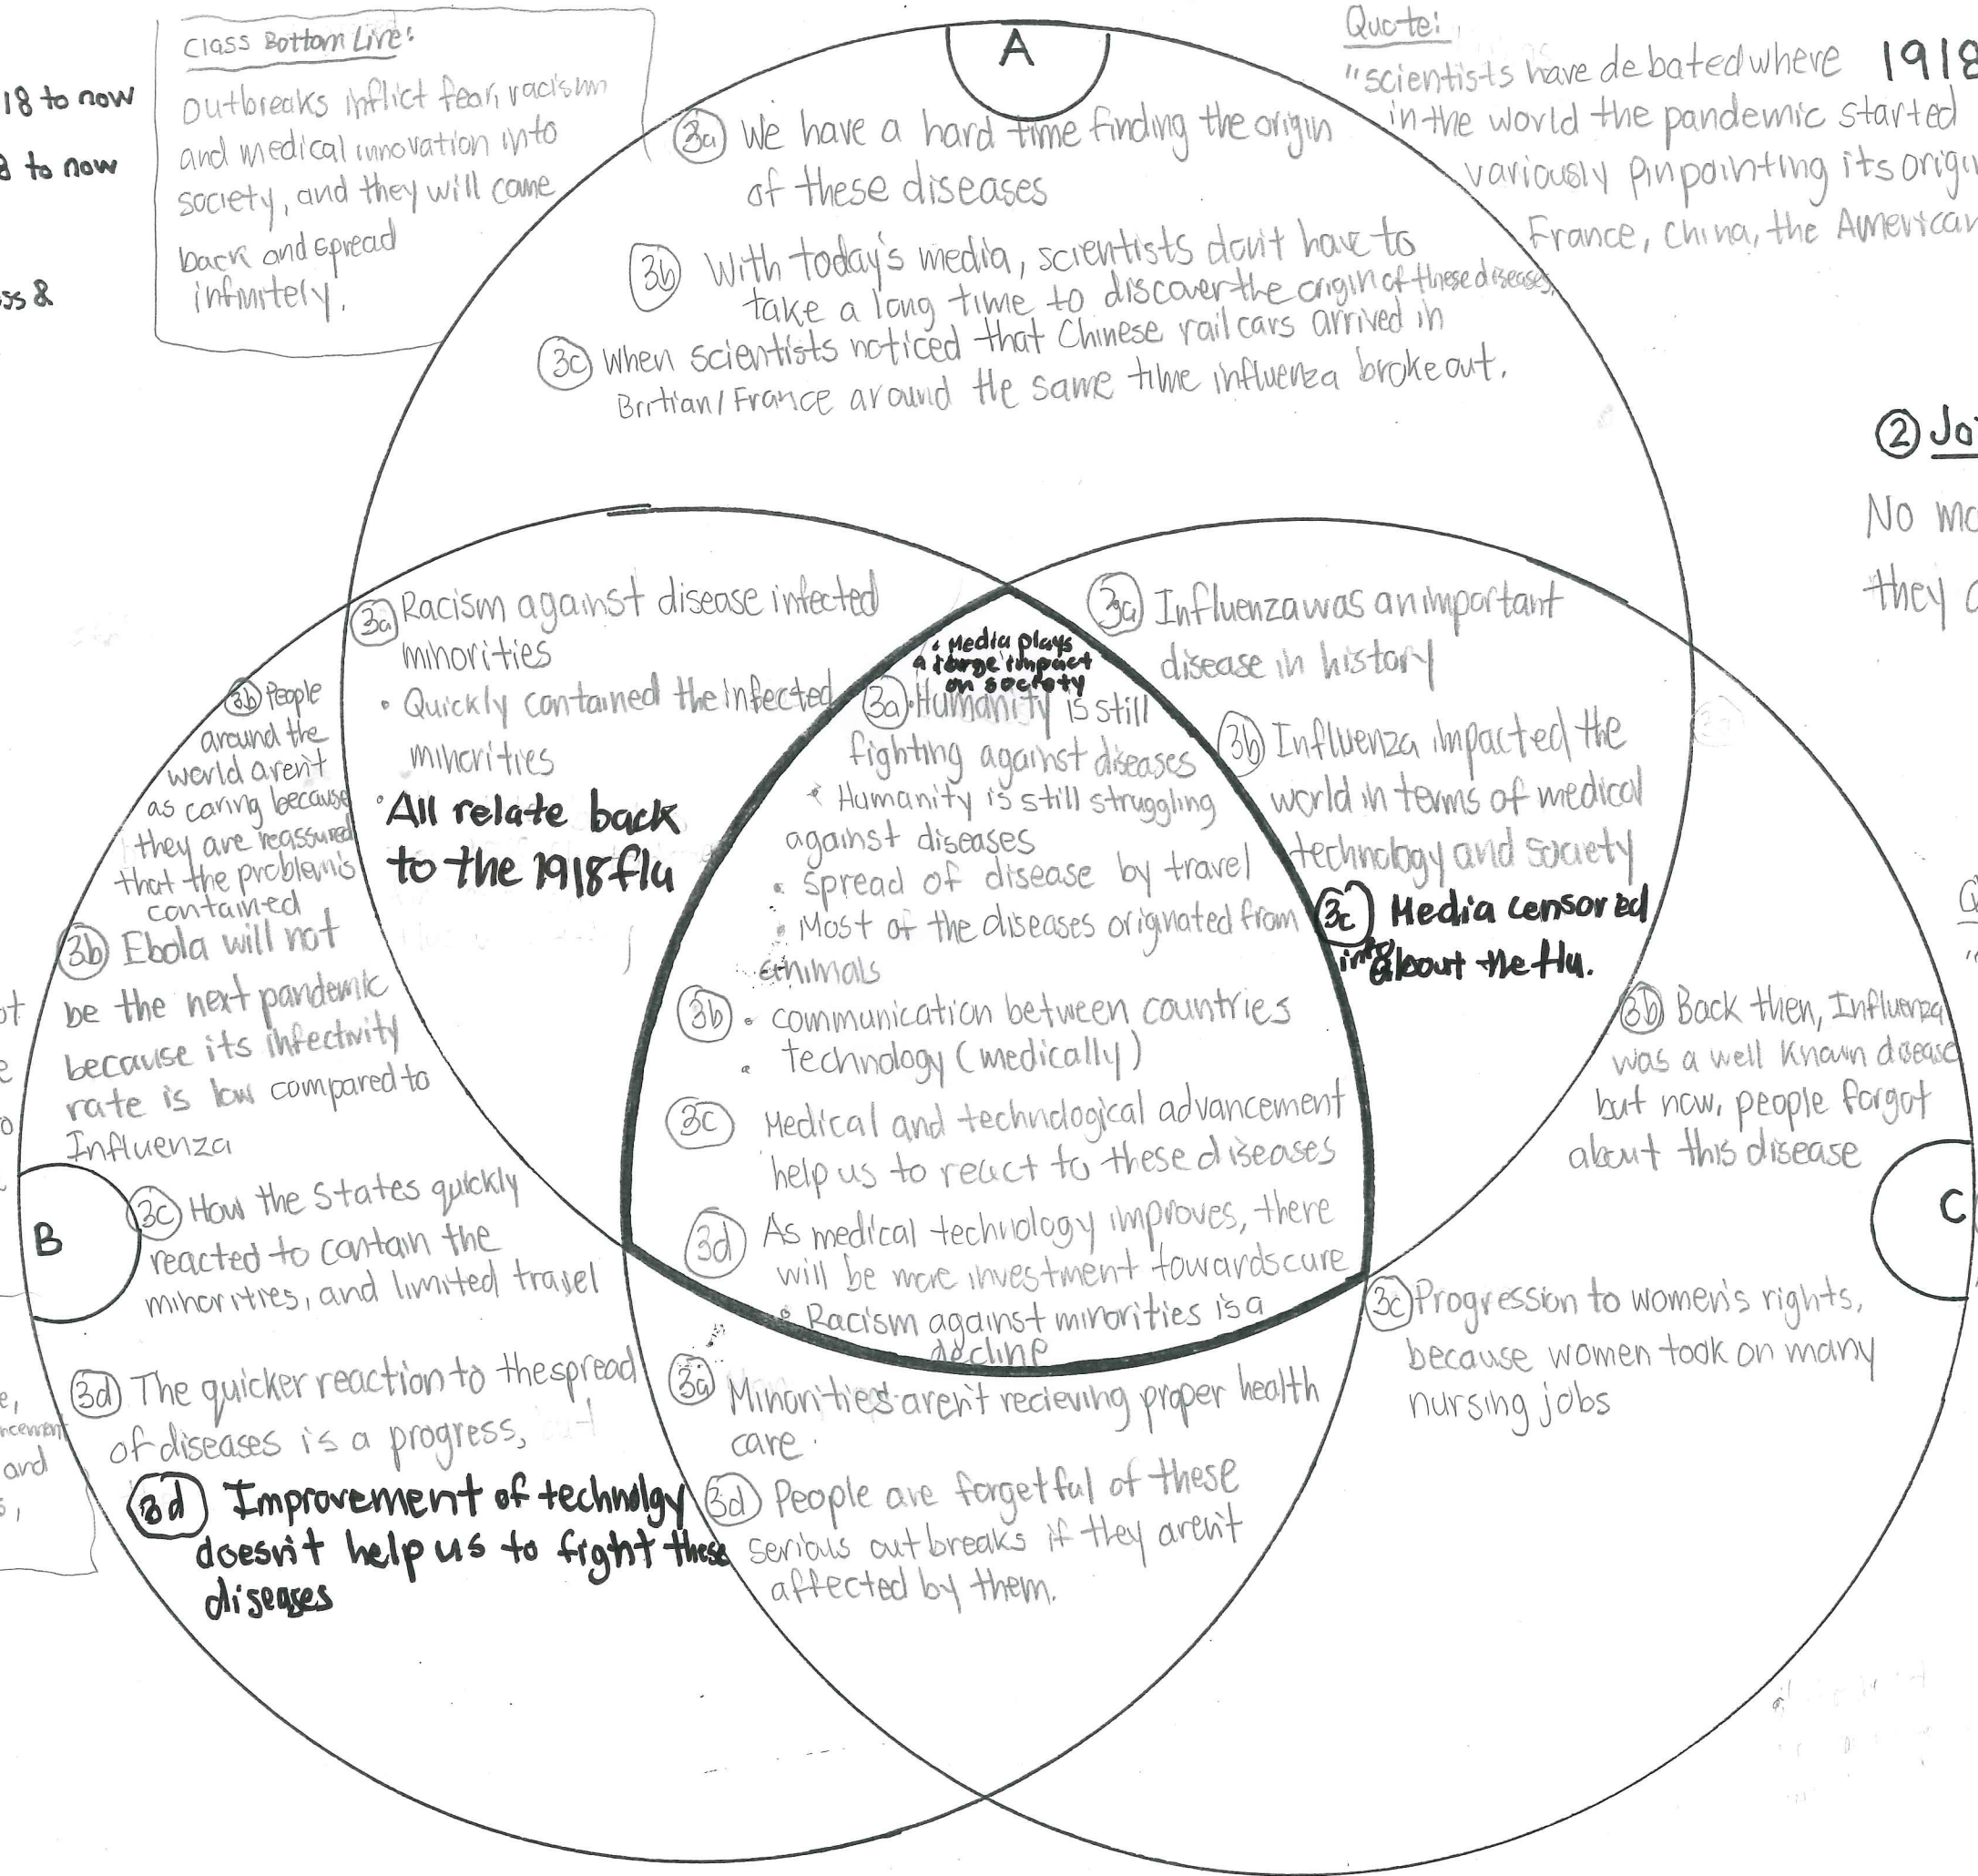 18 to now
to now
ss &
Class Bottom Line:
outbreaks inflict fear, racism
and medical innovation into
society, and they will come
back and spread
infinitely.
A
3a We have a hard time finding the origin
of these diseases
3b With today's media, scientists don't have to
take a long time to discover the origin of these diseases.
3c When scientists noticed that Chinese rail cars arrived in
Britian/France around the same time influenza broke out.
Quote:
"scientists have debated where 1918
in the world the pandemic started
variously pinpointing its origi
France, China, the American
2 Jo
No mo
they
3a Racism against disease infected
minorities
• Quickly contained the infected
minorities
• All relate back
to the 1918 flu
• Media plays
a large impact
on society
3a • Humanity is still
fighting against diseases
• Humanity is still struggling
against diseases
• spread of disease by travel
• Most of the diseases originated from
animals
3b • communication between countries
• technology (medically)
3c Medical and technological advancement
help us to react to these diseases
3d As medical technology improves, there
will be more investment towards cure
• Racism against minorities is a
decline
3a Influenza was an important
disease in history
3b Influenza impacted the
world in terms of medical
technology and society
3c Media censored
info about the flu.
3b People
around the
world aren't
as caring because
they are reassured
that the problem's
contained
3b Ebola will not
be the next pandemic
because its infectivity
rate is low compared to
Influenza
B
3c How the States quickly
reacted to contain the
minorities, and limited travel
3d The quicker reaction to the spread
of diseases is a progress,
3d Improvement of technolgy
doesn't help us to fight these
diseases
3a Minorities aren't recieving proper health
care.
3d People are forgetful of these
serious outbreaks if they aren't
affected by them.
3b Back then, Influenza
was a well known disease
but now, people forgot
about this disease
C
3c Progression to women's rights,
because women took on many
nursing jobs
ot
e
o
e,
ncement
and
s,